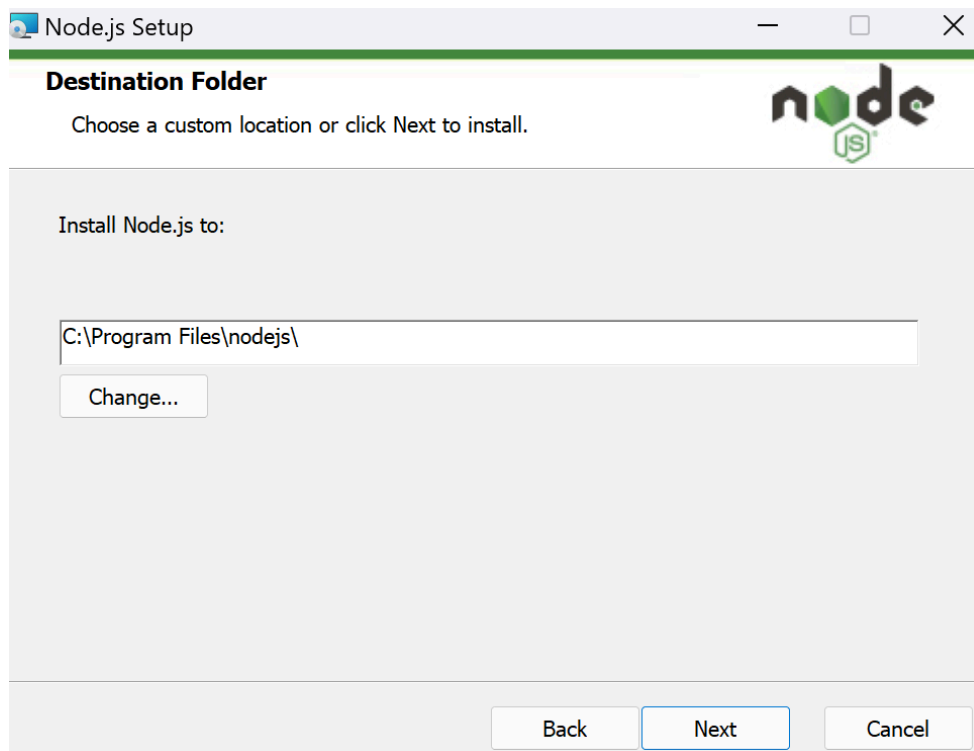 Node.js Setup
Destination Folder
Choose a custom location or click Next to install.
node
JS
Install Node.js to:
C:\Program Files\nodejs\
Change...
Back
Next
Cancel